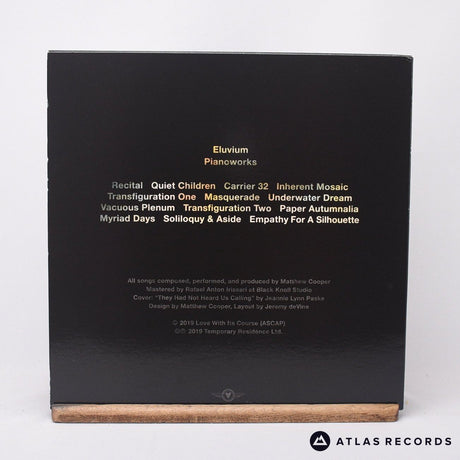 Eluvium
Pianoworks
Recital Quiet Children Carrier 32 Inherent Mosaic
Transfiguration One Masquerade Underwater Dream
Vacuous Plenum Transfiguration Two Paper Autumnalia
Myriad Days Soliloquy & Aside Empathy For A Silhouette
All songs composed, performed, and produced by Matthew Cooper
Mastered by Rafael Anton Irisarri at Black Knoll Studio
Cover: "They Had Not Heard Us Calling" by Jeannie Lynn Paske
Design by Matthew Cooper, Layout by Jeremy deVine
© 2019 Love With Its Course (ASCAP)
©℗ 2019 Temporary Residence Ltd.
ATLAS RECORDS